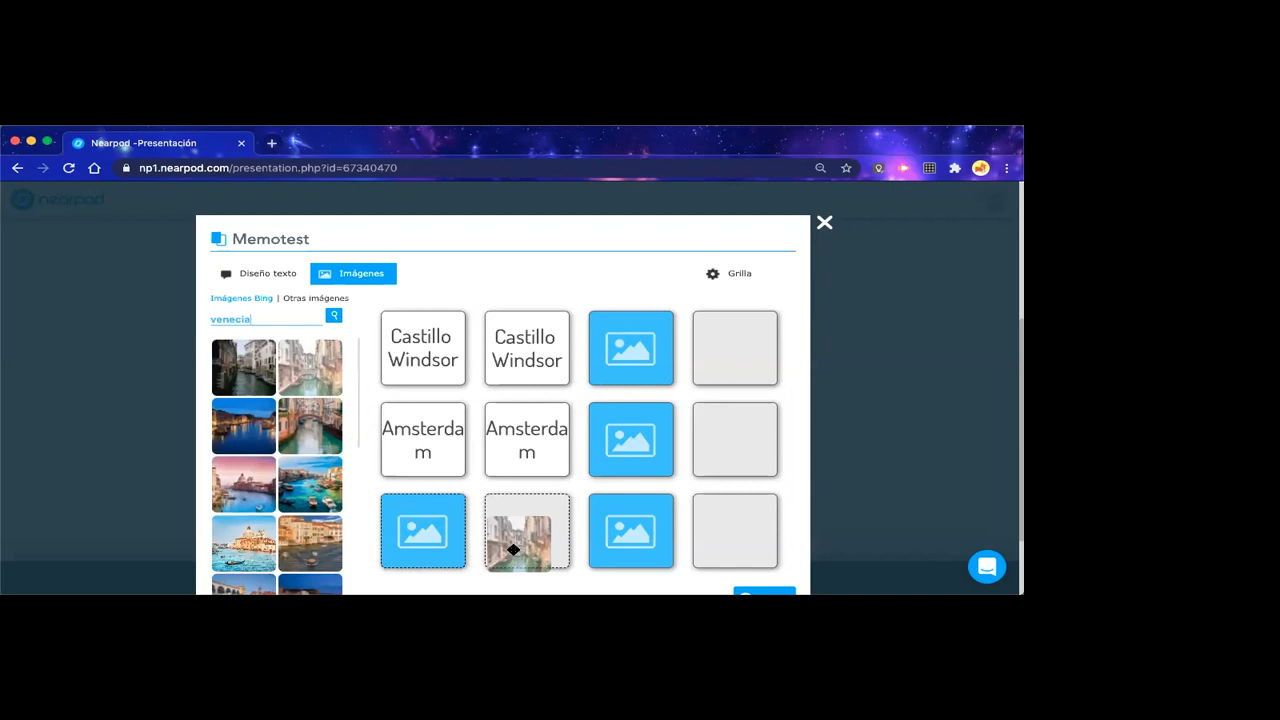 Nearpod -Presentación
np1.nearpod.com/presentation.php?id=67340470
nearpod
Memotest
Diseño texto
Imágenes
Grilla
Imágenes Bing | Otras imágenes
venecia
Castillo
Windsor
Castillo
Windsor
Amsterda
m
Amsterda
m